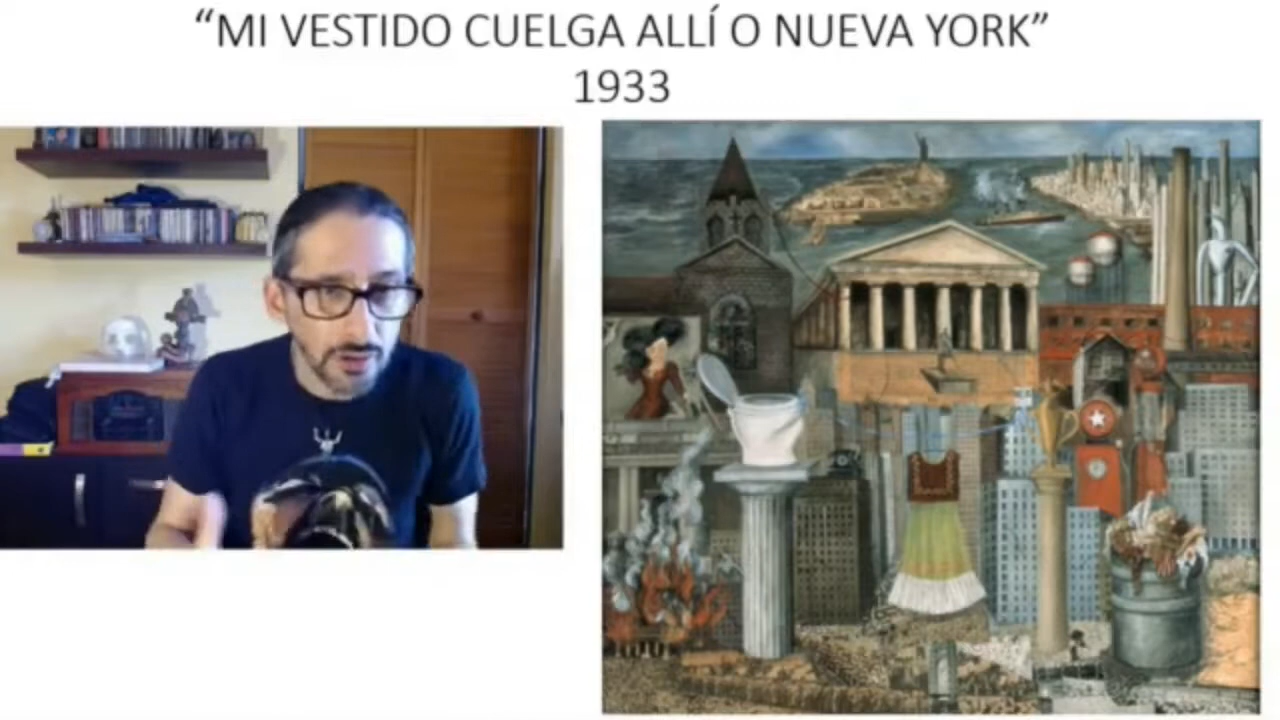 “MI VESTIDO CUELGA ALLÍ O NUEVA YORK”
1933